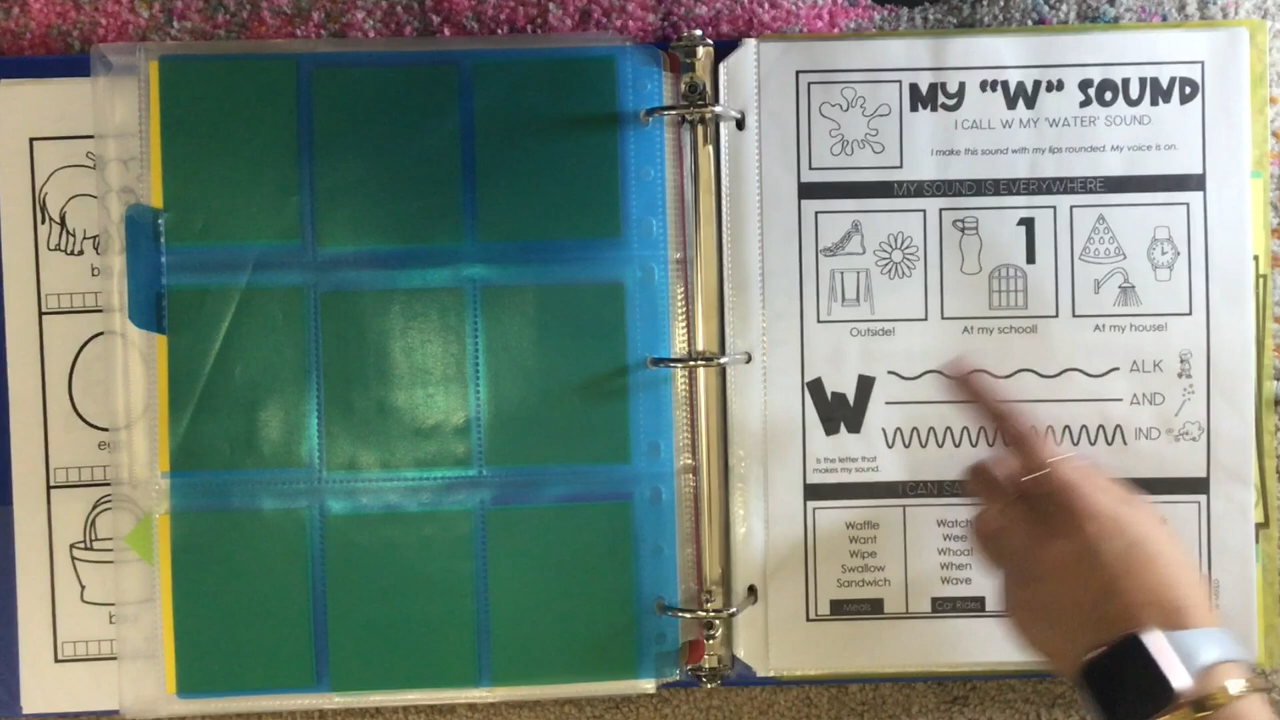 MY "W" SOUND
I CALL W MY 'WATER' SOUND.
I make this sound with my lips rounded. My voice is on.
MY SOUND IS EVERYWHERE
1
Outside!
At my school!
At my house!
W
ALK
AND
IND
Is the letter that
makes my sound.
I CAN
Waffle
Want
Wipe
Swallow
Sandwich
Meals
Watch
Wee
Whoa!
When
Wave
Car Rides